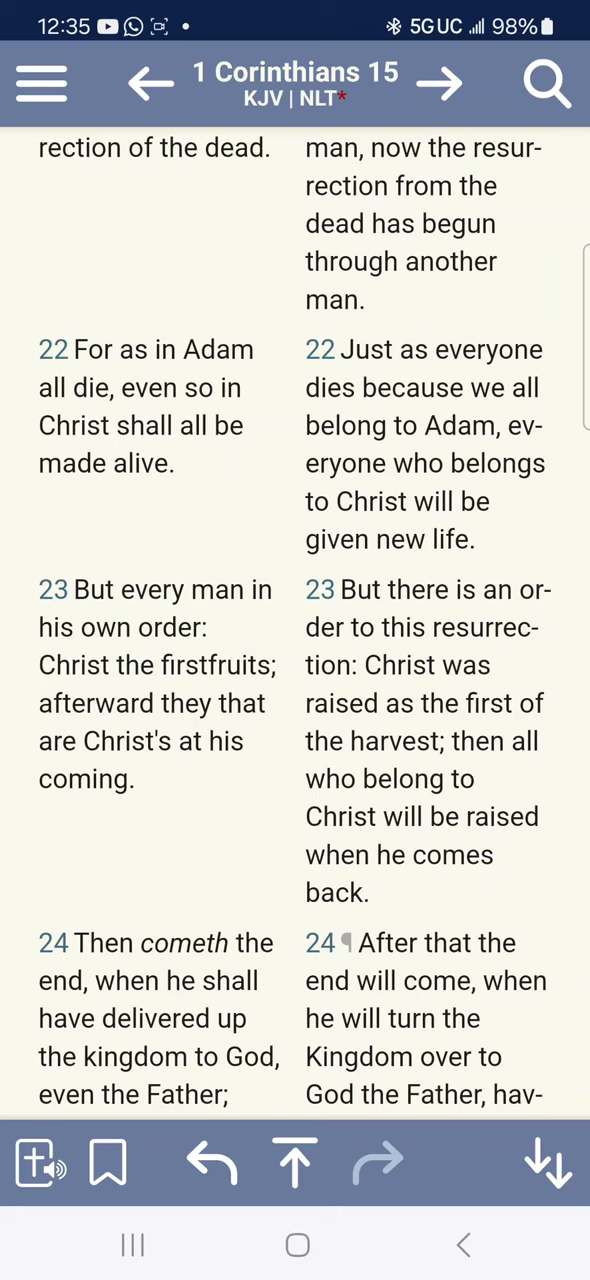 12:35
5G UC 98%
1 Corinthians 15
KJV | NLT*
rection of the dead.
22 For as in Adam
all die, even so in
Christ shall all be
made alive.
23 But every man in
his own order:
Christ the firstfruits;
afterward they that
are Christ's at his
coming.
24 Then cometh the
end, when he shall
have delivered up
the kingdom to God,
even the Father;
man, now the resur-
rection from the
dead has begun
through another
man.
22 Just as everyone
dies because we all
belong to Adam, ev-
eryone who belongs
to Christ will be
given new life.
23 But there is an or-
der to this resurrec-
tion: Christ was
raised as the first of
the harvest; then all
who belong to
Christ will be raised
when he comes
back.
24 ¶ After that the
end will come, when
he will turn the
Kingdom over to
God the Father, hav-